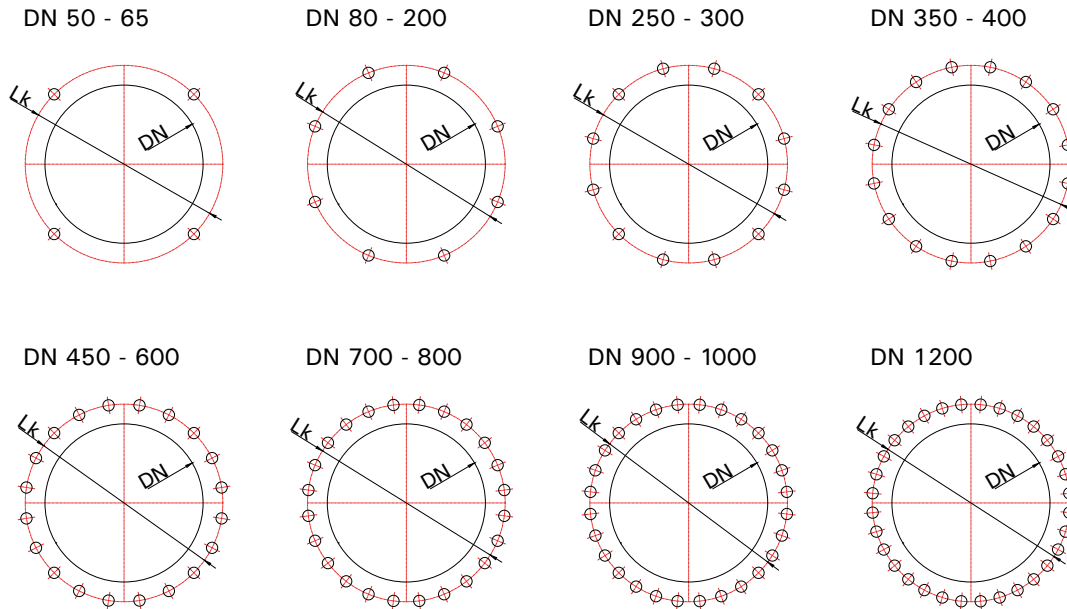 DN 50 - 65
DN 80 - 200
DN 250 - 300
DN 350 - 400
Lk
DN
Lk
DN
Lk
DN
Lk
DN
DN 450 - 600
DN 700 - 800
DN 900 - 1000
DN 1200
Lk
DN
Lk
DN
Lk
DN
Lk
DN